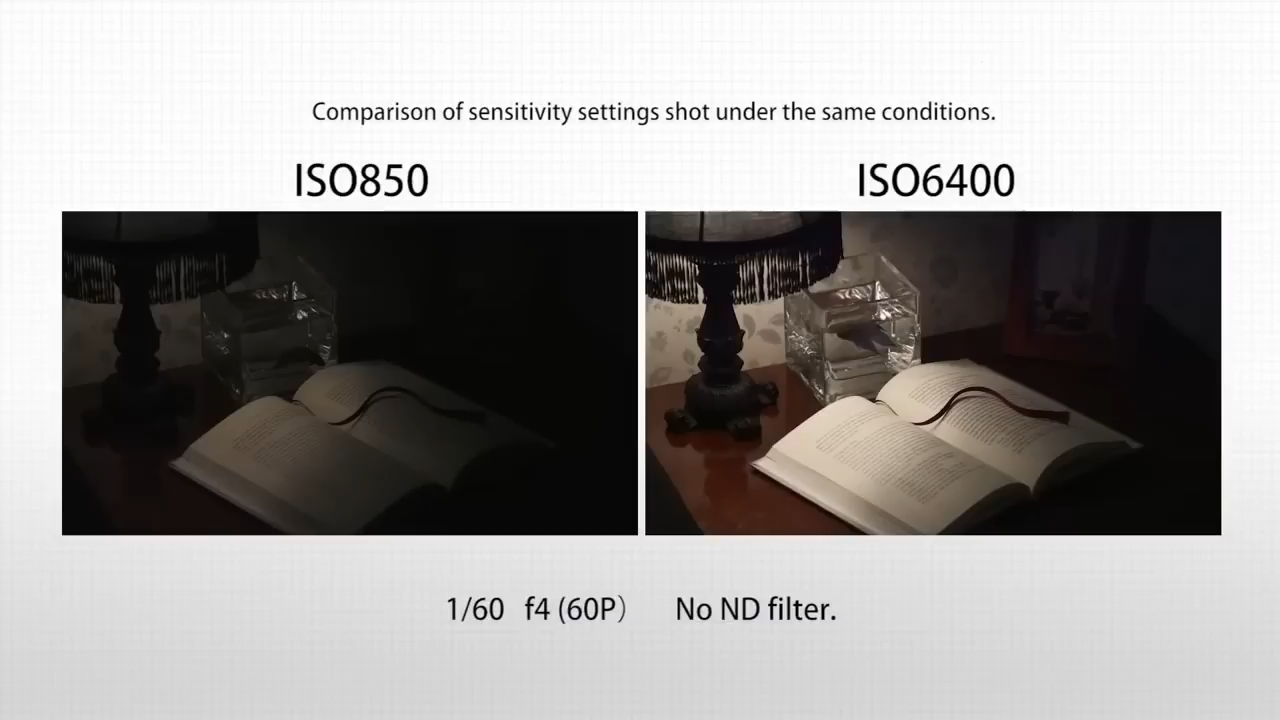 Comparison of sensitivity settings shot under the same conditions.
ISO850
ISO6400
1/60 f4 (60P） No ND filter.